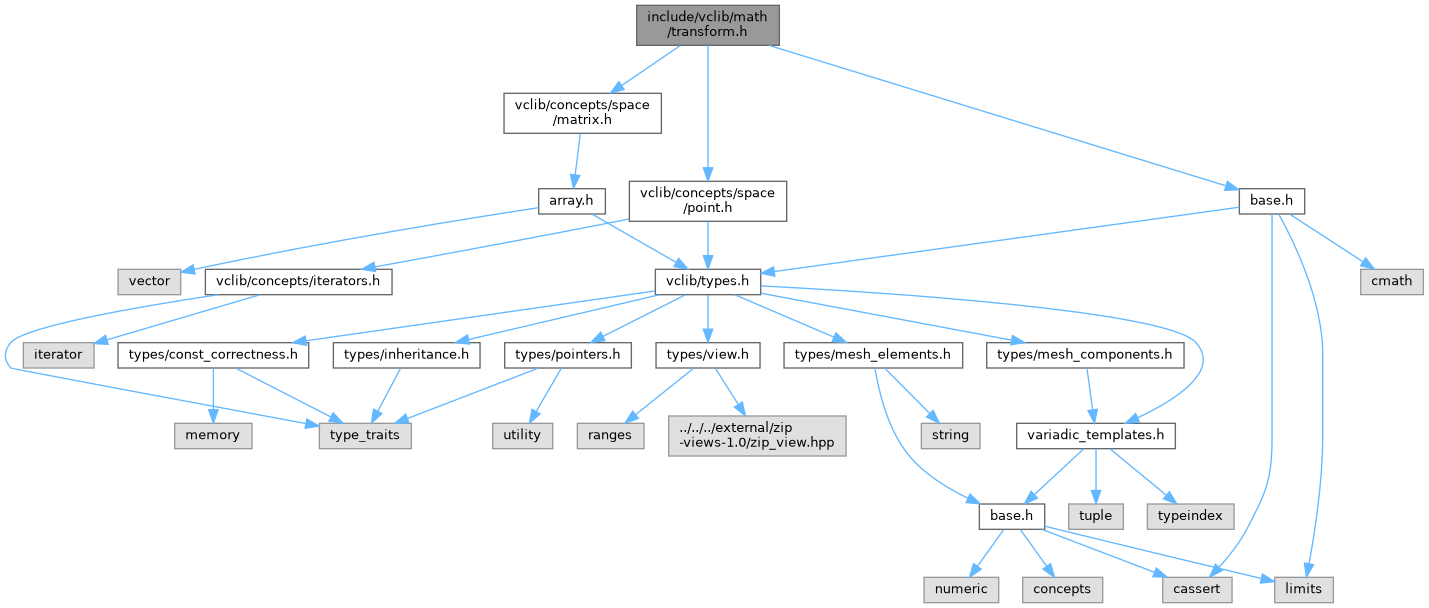 include/vclib/math
/transform.h
vclib/concepts/space
/matrix.h
vclib/concepts/space
/point.h
array.h
base.h
vector
vclib/concepts/iterators.h
vclib/types.h
cmath
iterator
types/const_correctness.h
types/inheritance.h
types/pointers.h
types/view.h
types/mesh_elements.h
types/mesh_components.h
memory
type_traits
utility
ranges
../../../external/zip
-views-1.0/zip_view.hpp
string
variadic_templates.h
base.h
tuple
typeindex
numeric
concepts
cassert
limits